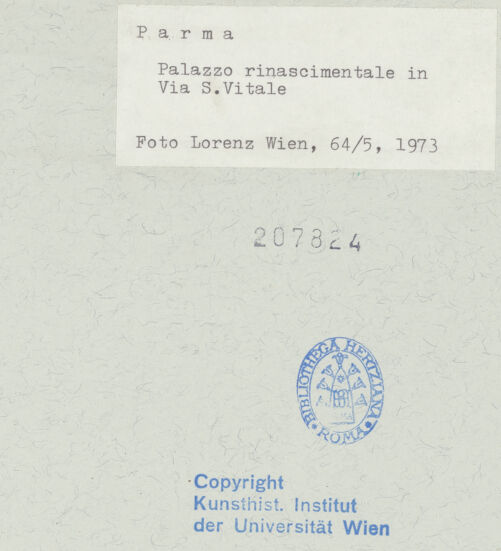 P a r m a
Palazzo rinascimentale in
Via S.Vitale
Foto Lorenz Wien, 64/5, 1973
207824
BIBLIOTHECA HERTZIANA
ROMA
Copyright
Kunsthist. Institut
der Universität Wien